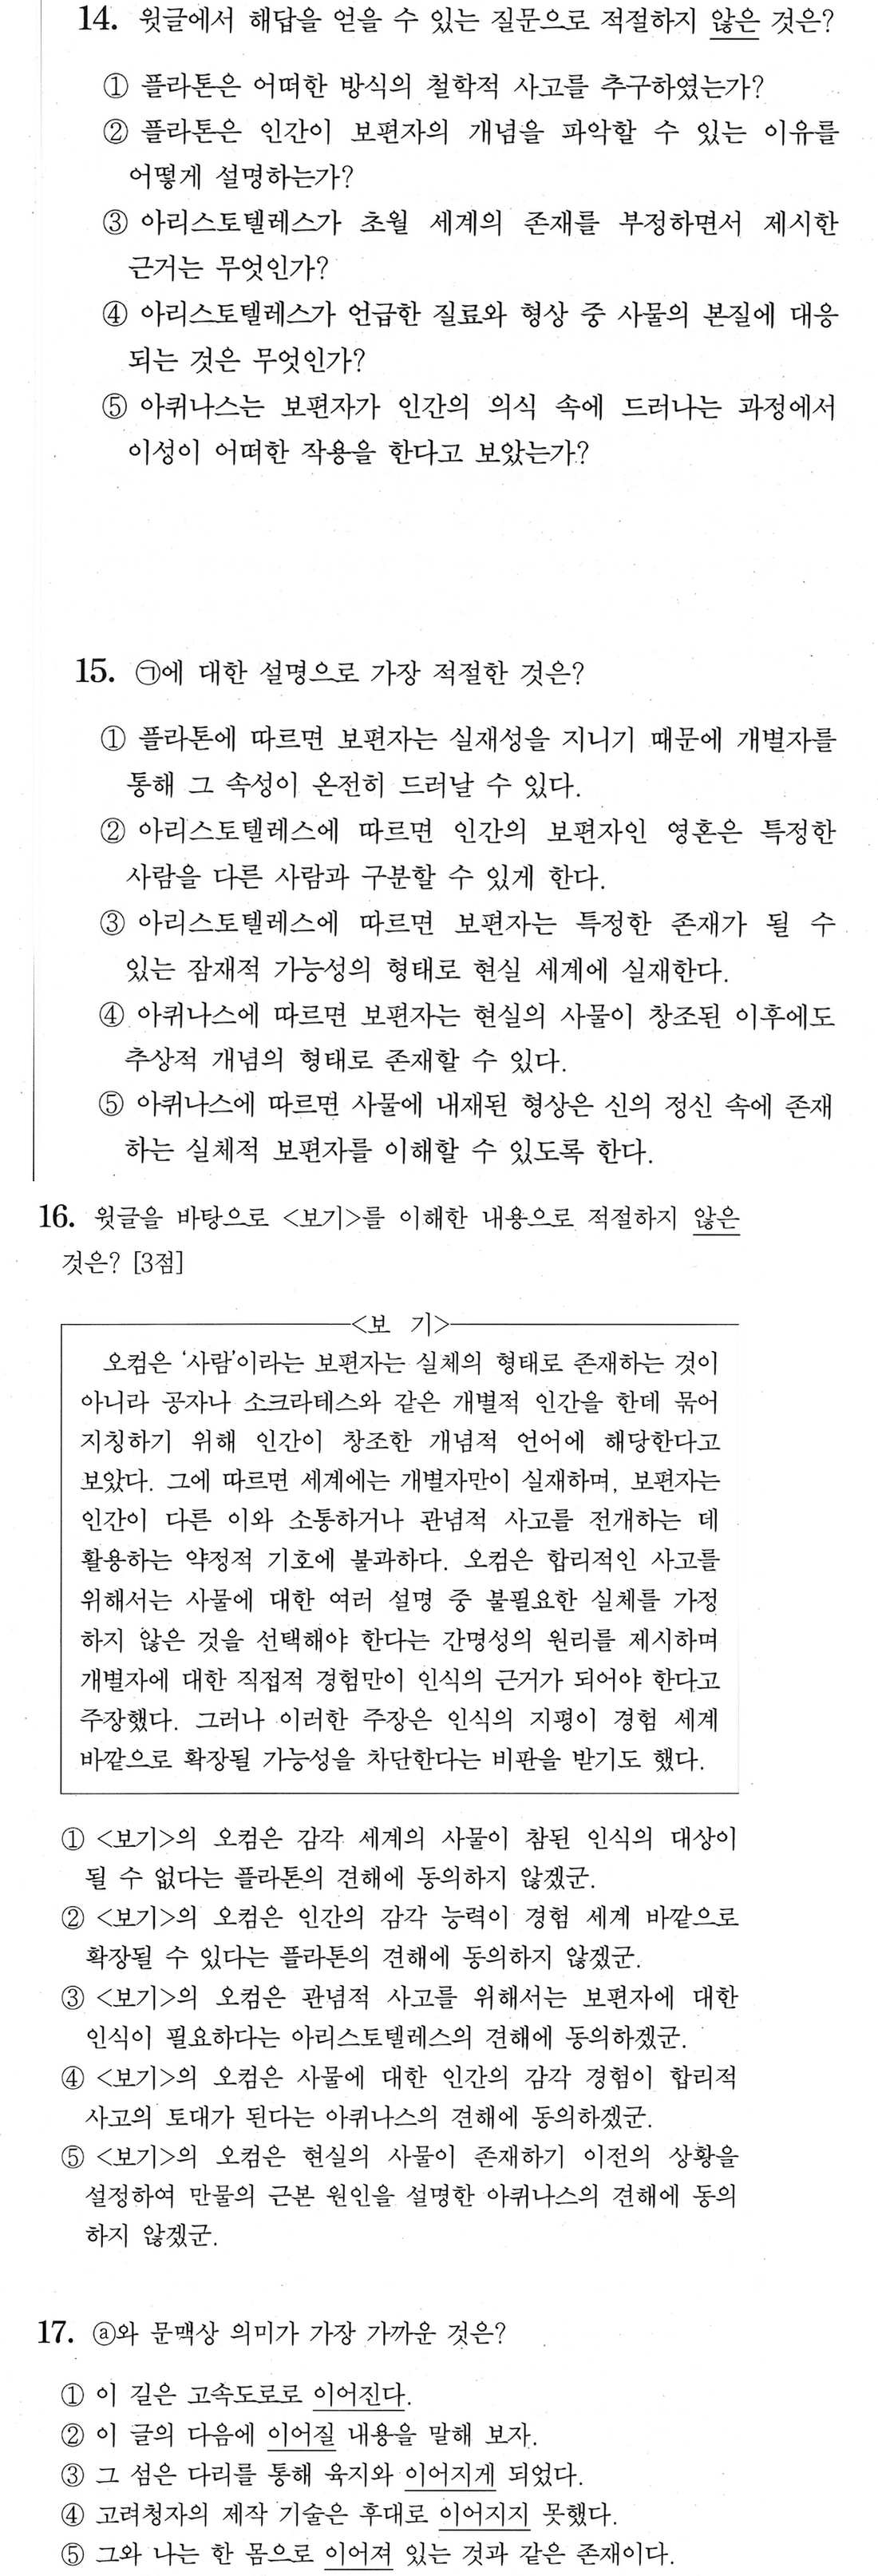 14. 윗글에서 해답을 얻을 수 있는 질문으로 적절하지 않은 것은?
① 플라톤은 어떠한 방식의 철학적 사고를 추구하였는가?
② 플라톤은 인간이 보편자의 개념을 파악할 수 있는 이유를
어떻게 설명하는가?
③ 아리스토텔레스가 초월 세계의 존재를 부정하면서 제시한
근거는 무엇인가?
④ 아리스토텔레스가 언급한 질료와 형상 중 사물의 본질에 대응
되는 것은 무엇인가?
⑤ 아퀴나스는 보편자가 인간의 의식 속에 드러나는 과정에서
이성이 어떠한 작용을 한다고 보았는가?
15. ㉠에 대한 설명으로 가장 적절한 것은?
① 플라톤에 따르면 보편자는 실재성을 지니기 때문에 개별자를
통해 그 속성이 온전히 드러날 수 있다.
② 아리스토텔레스에 따르면 인간의 보편자인 영혼은 특정한
사람을 다른 사람과 구분할 수 있게 한다.
③ 아리스토텔레스에 따르면 보편자는 특정한 존재가 될 수
있는 잠재적 가능성의 형태로 현실 세계에 실재한다.
④ 아퀴나스에 따르면 보편자는 현실의 사물이 창조된 이후에도
추상적 개념의 형태로 존재할 수 있다.
⑤ 아퀴나스에 따르면 사물에 내재된 형상은 신의 정신 속에 존재
하는 실체적 보편자를 이해할 수 있도록 한다.
16. 윗글을 바탕으로 <보기>를 이해한 내용으로 적절하지 않은
것은? [3점]
<보 기>
오컴은 ‘사람’이라는 보편자는 실체의 형태로 존재하는 것이
아니라 공자나 소크라테스와 같은 개별적 인간을 한데 묶어
지칭하기 위해 인간이 창조한 개념적 언어에 해당한다고
보았다. 그에 따르면 세계에는 개별자만이 실재하며, 보편자는
인간이 다른 이와 소통하거나 관념적 사고를 전개하는 데
활용하는 약정적 기호에 불과하다. 오컴은 합리적인 사고를
위해서는 사물에 대한 여러 설명 중 불필요한 실체를 가정
하지 않은 것을 선택해야 한다는 간명성의 원리를 제시하며
개별자에 대한 직접적 경험만이 인식의 근거가 되어야 한다고
주장했다. 그러나 이러한 주장은 인식의 지평이 경험 세계
바깥으로 확장될 가능성을 차단한다는 비판을 받기도 했다.
① <보기>의 오컴은 감각 세계의 사물이 참된 인식의 대상이
될 수 없다는 플라톤의 견해에 동의하지 않겠군.
② <보기>의 오컴은 인간의 감각 능력이 경험 세계 바깥으로
확장될 수 있다는 플라톤의 견해에 동의하지 않겠군.
③ <보기>의 오컴은 관념적 사고를 위해서는 보편자에 대한
인식이 필요하다는 아리스토텔레스의 견해에 동의하겠군.
④ <보기>의 오컴은 사물에 대한 인간의 감각 경험이 합리적
사고의 토대가 된다는 아퀴나스의 견해에 동의하겠군.
⑤ <보기>의 오컴은 현실의 사물이 존재하기 이전의 상황을
설정하여 만물의 근본 원인을 설명한 아퀴나스의 견해에 동의
하지 않겠군.
17. ⓐ와 문맥상 의미가 가장 가까운 것은?
① 이 길은 고속도로로 이어진다.
② 이 글의 다음에 이어질 내용을 말해 보자.
③ 그 섬은 다리를 통해 육지와 이어지게 되었다.
④ 고려청자의 제작 기술은 후대로 이어지지 못했다.
⑤ 그와 나는 한 몸으로 이어져 있는 것과 같은 존재이다.